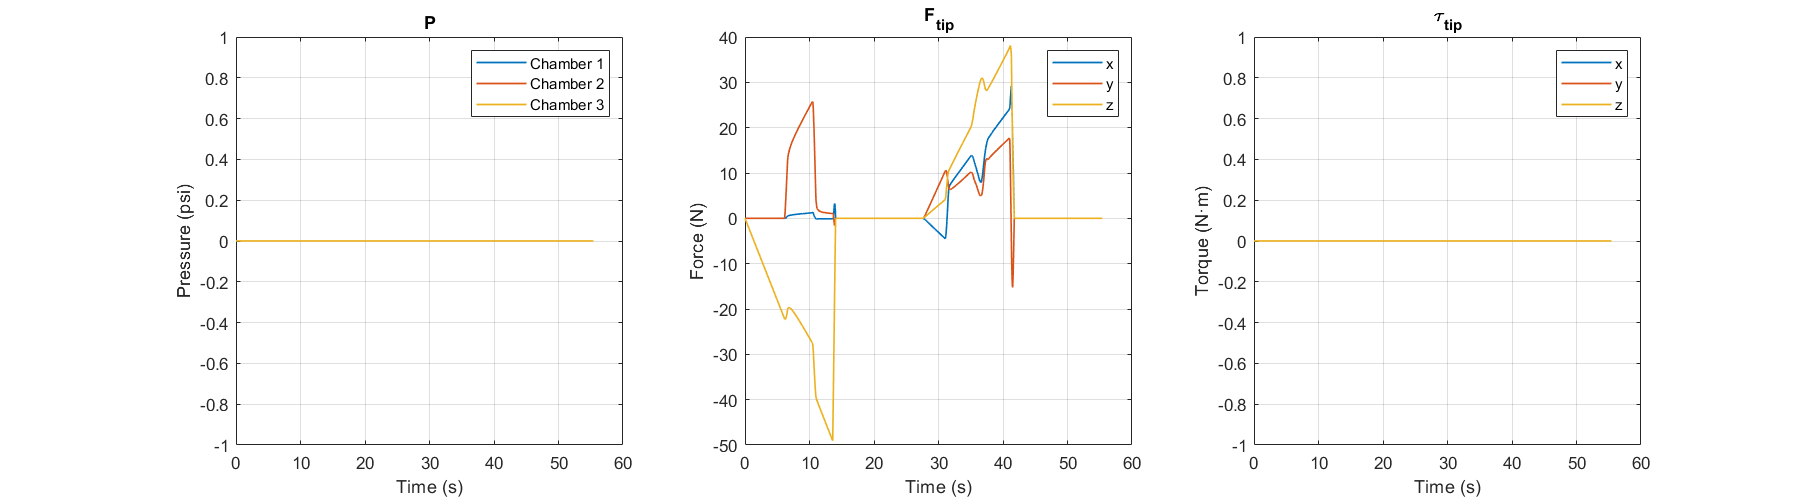 P
1
0.8
0.6
0.4
0.2
0
-0.2
-0.4
-0.6
-0.8
-1
Pressure (psi)
0 10 20 30 40 50 60
Time (s)
Chamber 1
Chamber 2
Chamber 3
F_tip
40
30
20
10
0
-10
-20
-30
-40
-50
Force (N)
0 10 20 30 40 50 60
Time (s)
x
y
z
τ_tip
1
0.8
0.6
0.4
0.2
0
-0.2
-0.4
-0.6
-0.8
-1
Torque (N·m)
0 10 20 30 40 50 60
Time (s)
x
y
z